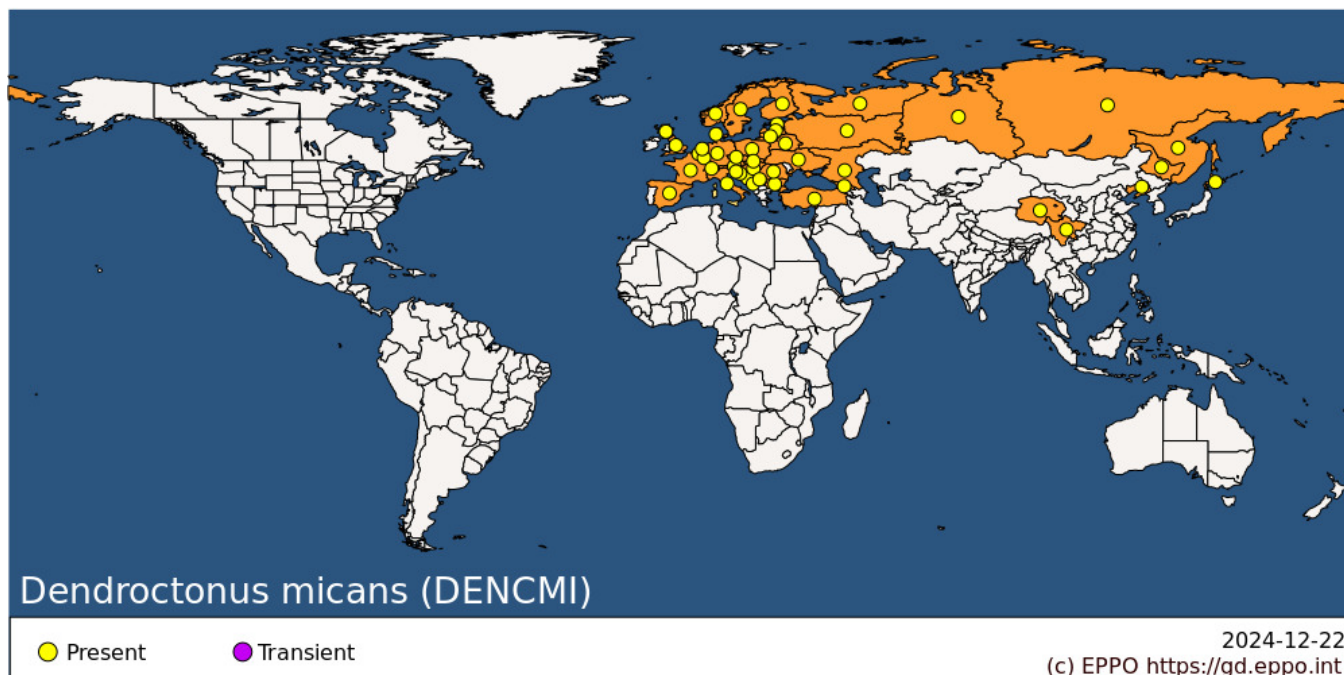 Dendroctonus micans (DENCMI)
Present
Transient
2024-12-22
(c) EPPO https://gd.eppo.int